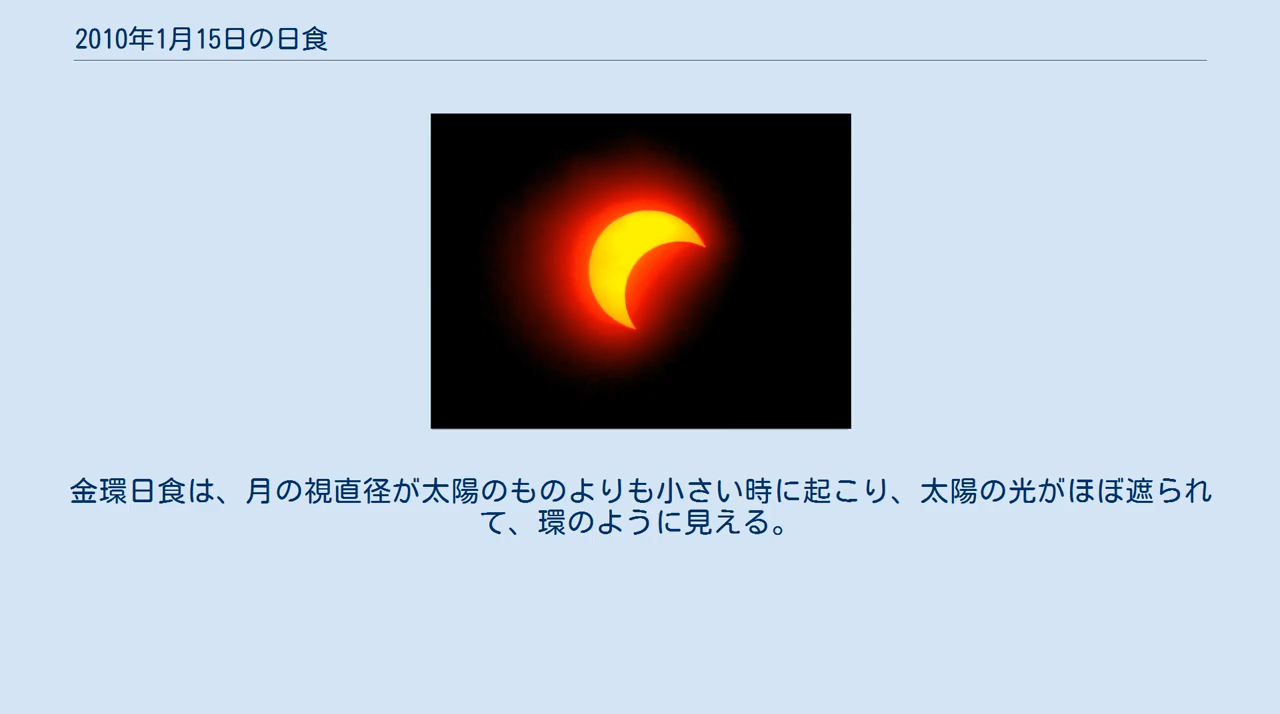 2010年1月15日の日食
金環日食は、月の視直径が太陽のものよりも小さい時に起こり、太陽の光がほぼ遮られ
て、環のように見える。